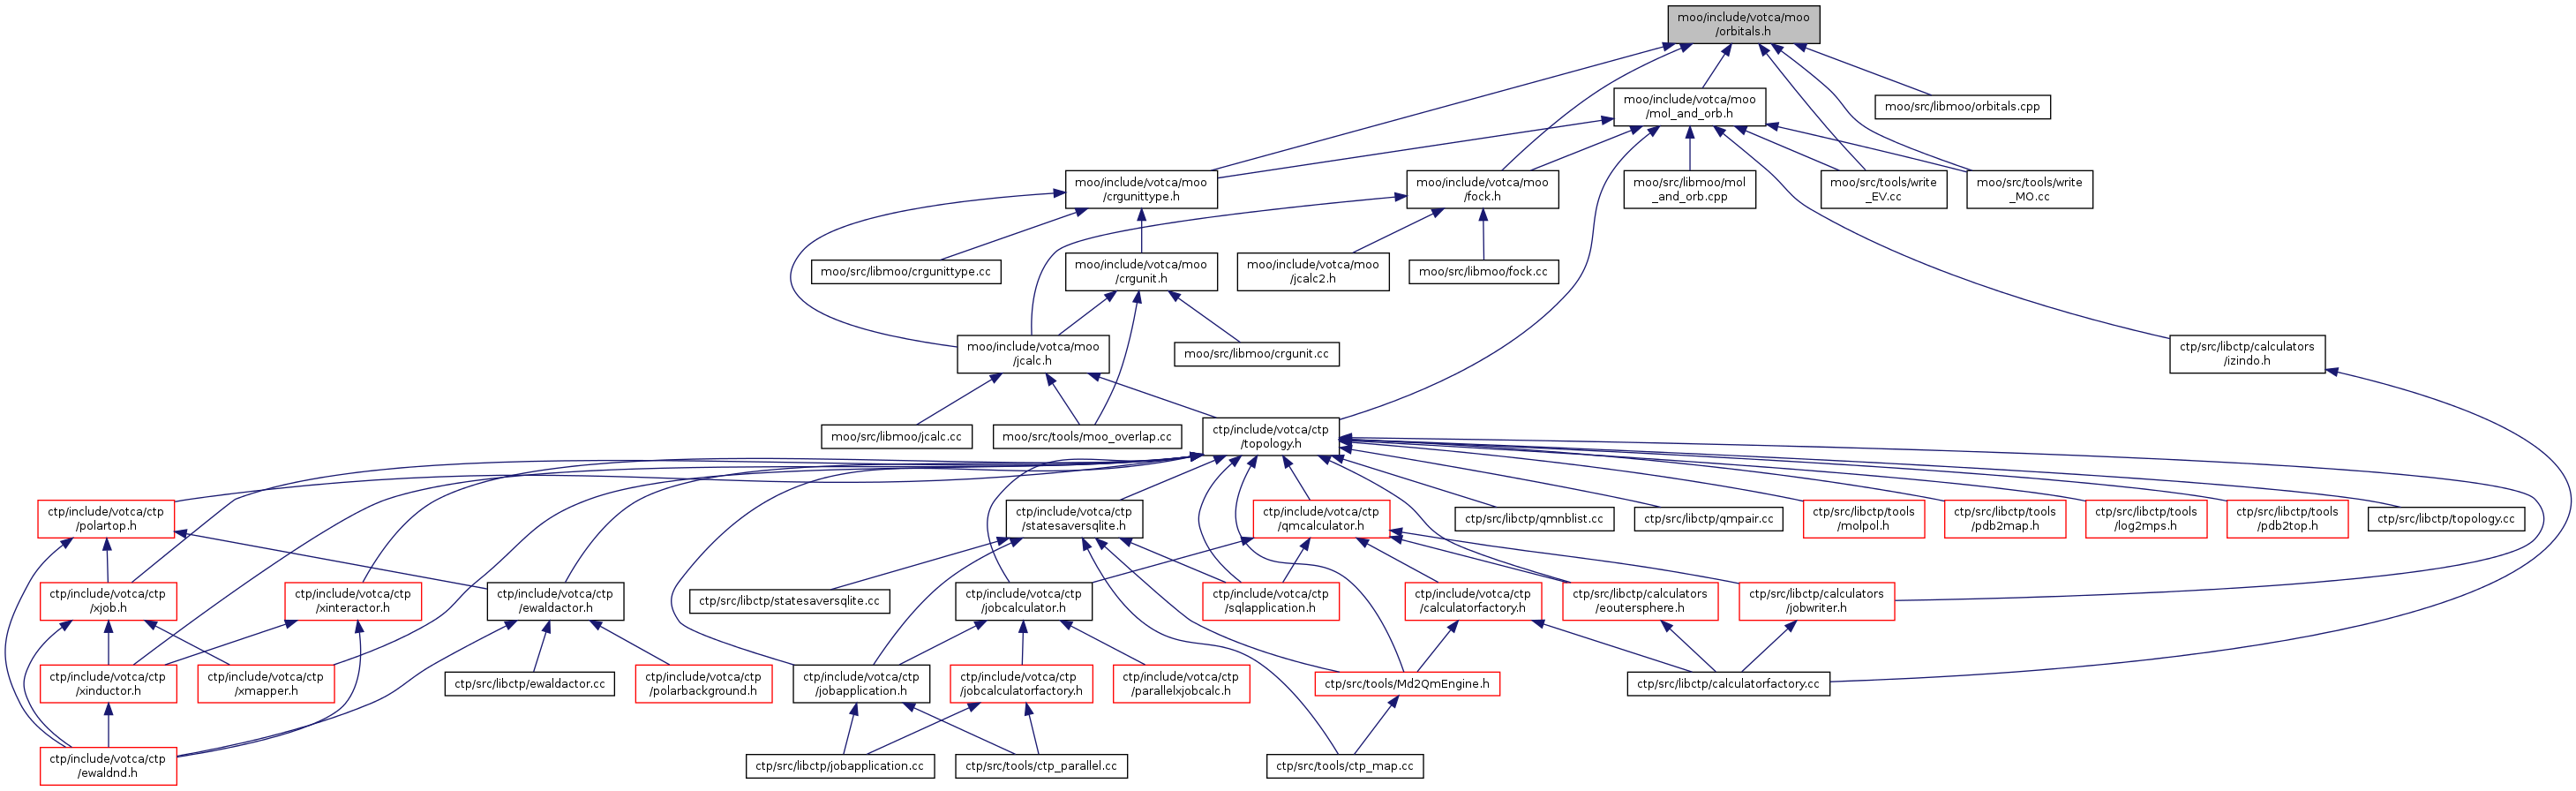 moo/include/votca/moo
/orbitals.h
moo/include/votca/moo
/mol_and_orb.h
moo/src/libmoo/orbitals.cpp
moo/include/votca/moo
/crgunittype.h
moo/include/votca/moo
/fock.h
moo/src/libmoo/mol
_and_orb.cpp
moo/src/tools/write
_EV.cc
moo/src/tools/write
_MO.cc
moo/src/libmoo/crgunittype.cc
moo/include/votca/moo
/crgunit.h
moo/include/votca/moo
/jcalc2.h
moo/src/libmoo/fock.cc
moo/include/votca/moo
/jcalc.h
moo/src/libmoo/crgunit.cc
ctp/src/libctp/calculators
/izindo.h
moo/src/libmoo/jcalc.cc
moo/src/tools/moo_overlap.cc
ctp/include/votca/ctp
/topology.h
ctp/include/votca/ctp
/polartop.h
ctp/include/votca/ctp
/statesaversqlite.h
ctp/include/votca/ctp
/qmcalculator.h
ctp/src/libctp/qmnblist.cc
ctp/src/libctp/qmpair.cc
ctp/src/libctp/tools
/molpol.h
ctp/src/libctp/tools
/pdb2map.h
ctp/src/libctp/tools
/log2mps.h
ctp/src/libctp/tools
/pdb2top.h
ctp/src/libctp/topology.cc
ctp/include/votca/ctp
/xjob.h
ctp/include/votca/ctp
/xinteractor.h
ctp/include/votca/ctp
/ewaldactor.h
ctp/src/libctp/statesaversqlite.cc
ctp/include/votca/ctp
/jobcalculator.h
ctp/include/votca/ctp
/sqlapplication.h
ctp/include/votca/ctp
/calculatorfactory.h
ctp/src/libctp/calculators
/eoutersphere.h
ctp/src/libctp/calculators
/jobwriter.h
ctp/include/votca/ctp
/xinductor.h
ctp/include/votca/ctp
/xmapper.h
ctp/src/libctp/ewaldactor.cc
ctp/include/votca/ctp
/polarbackground.h
ctp/include/votca/ctp
/jobapplication.h
ctp/include/votca/ctp
/jobcalculatorfactory.h
ctp/include/votca/ctp
/parallelxjobcalc.h
ctp/src/tools/Md2QmEngine.h
ctp/src/libctp/calculatorfactory.cc
ctp/include/votca/ctp
/ewaldnd.h
ctp/src/libctp/jobapplication.cc
ctp/src/tools/ctp_parallel.cc
ctp/src/tools/ctp_map.cc